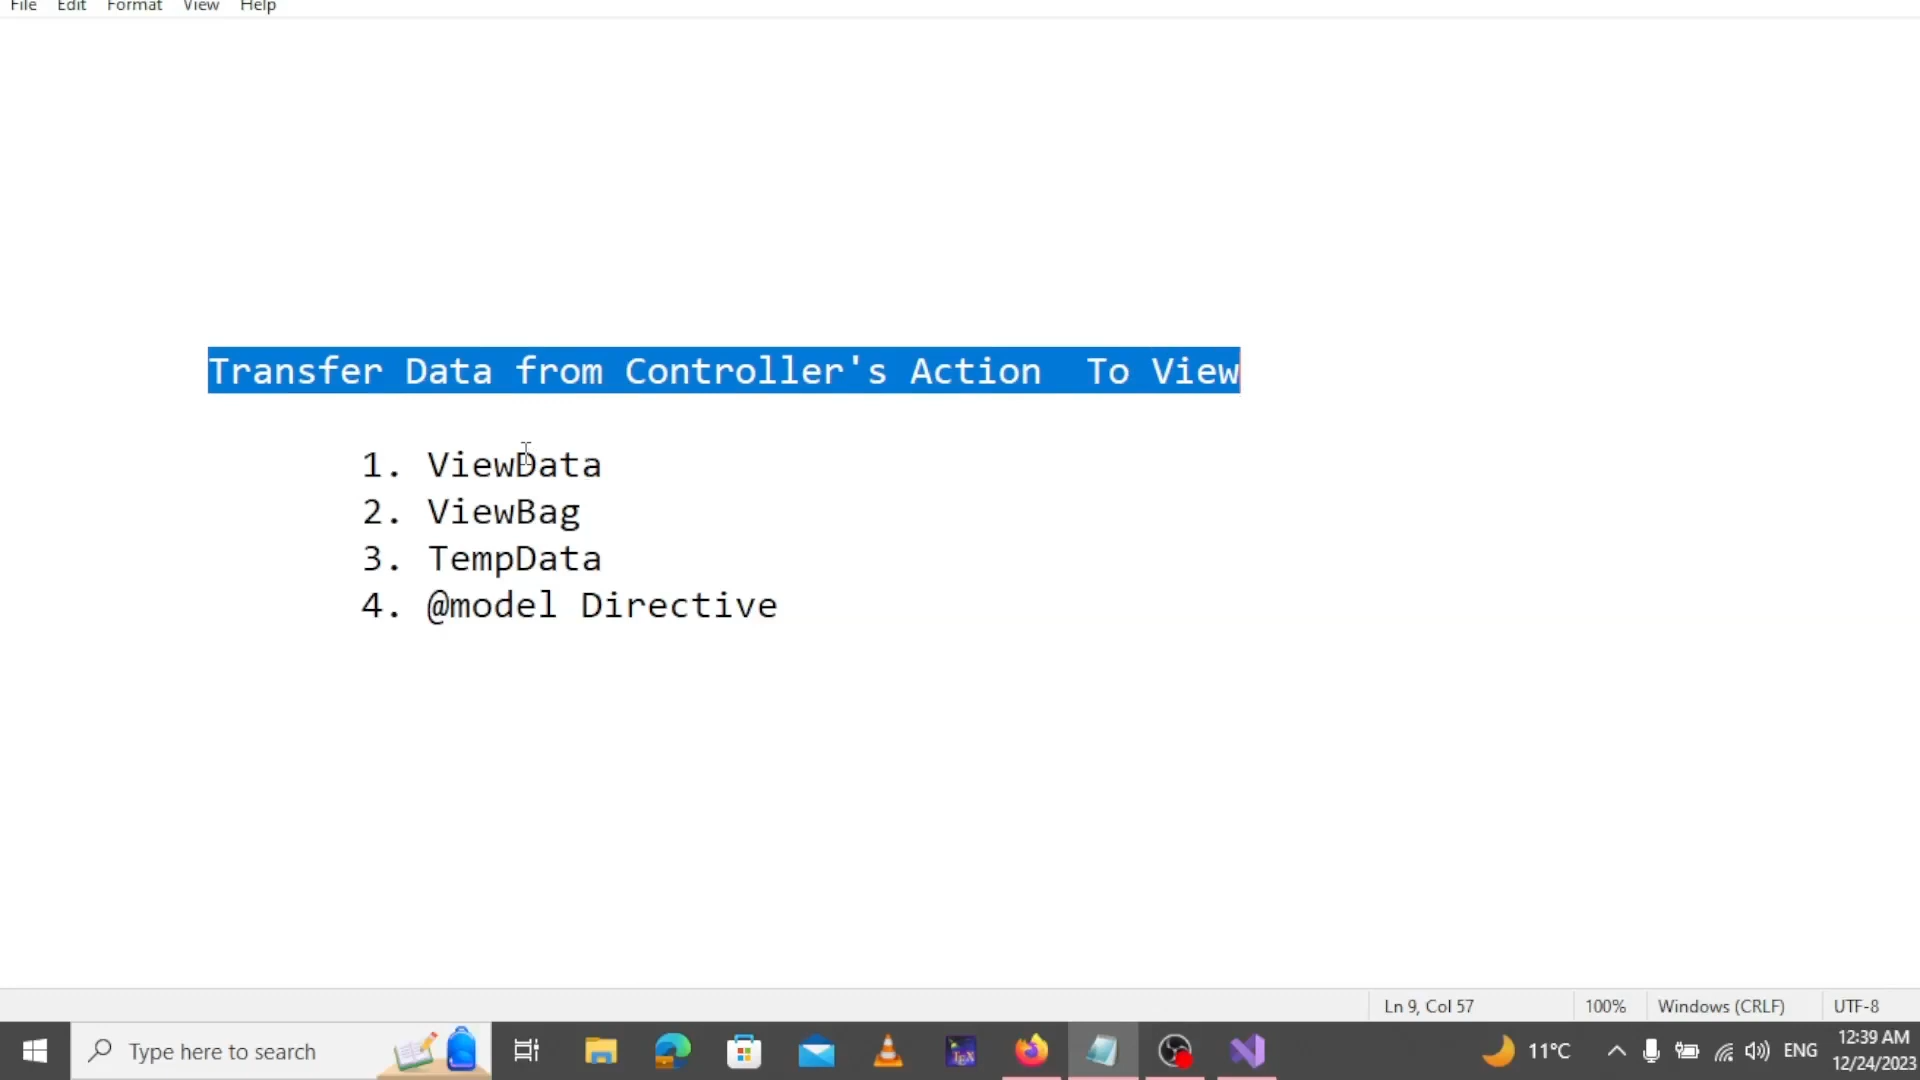 File Edit Format View Help
Transfer Data from Controller's Action  To View
1. ViewData
2. ViewBag
3. TempData
4. @model Directive
Ln 9, Col 57 100% Windows (CRLF) UTF-8
Type here to search TEX 11°C ENG 12:39 AM
12/24/2023